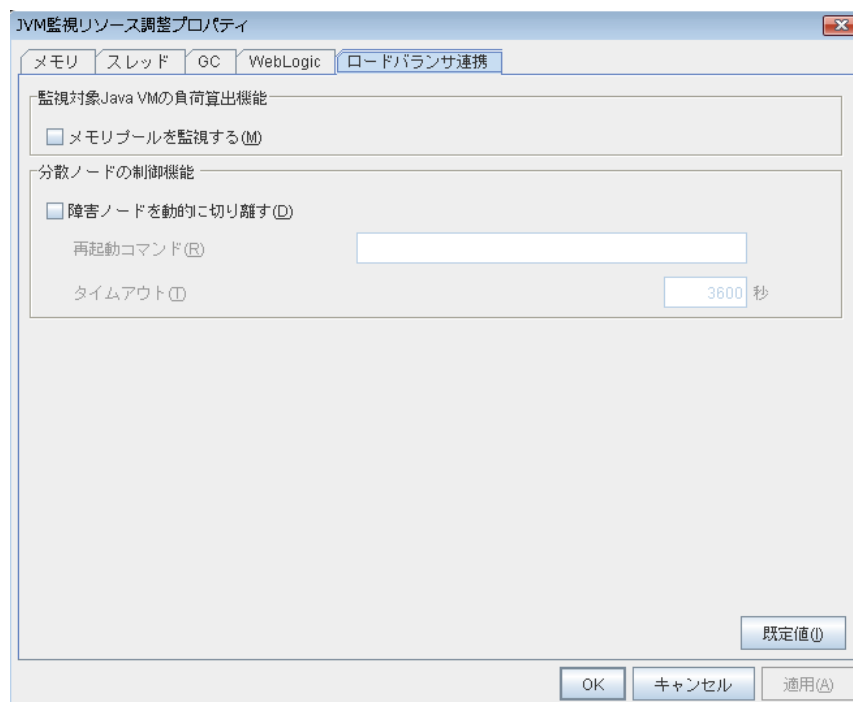 JVM監視リソース調整プロパティ
メモリ スレッド GC WebLogic ロードバランサ連携
監視対象Java VMの負荷算出機能
メモリプールを監視する(M)
分散ノードの制御機能
障害ノードを動的に切り離す(D)
再起動コマンド(R)
タイムアウト(T) 3600 秒
既定値(I)
OK キャンセル 適用(A)